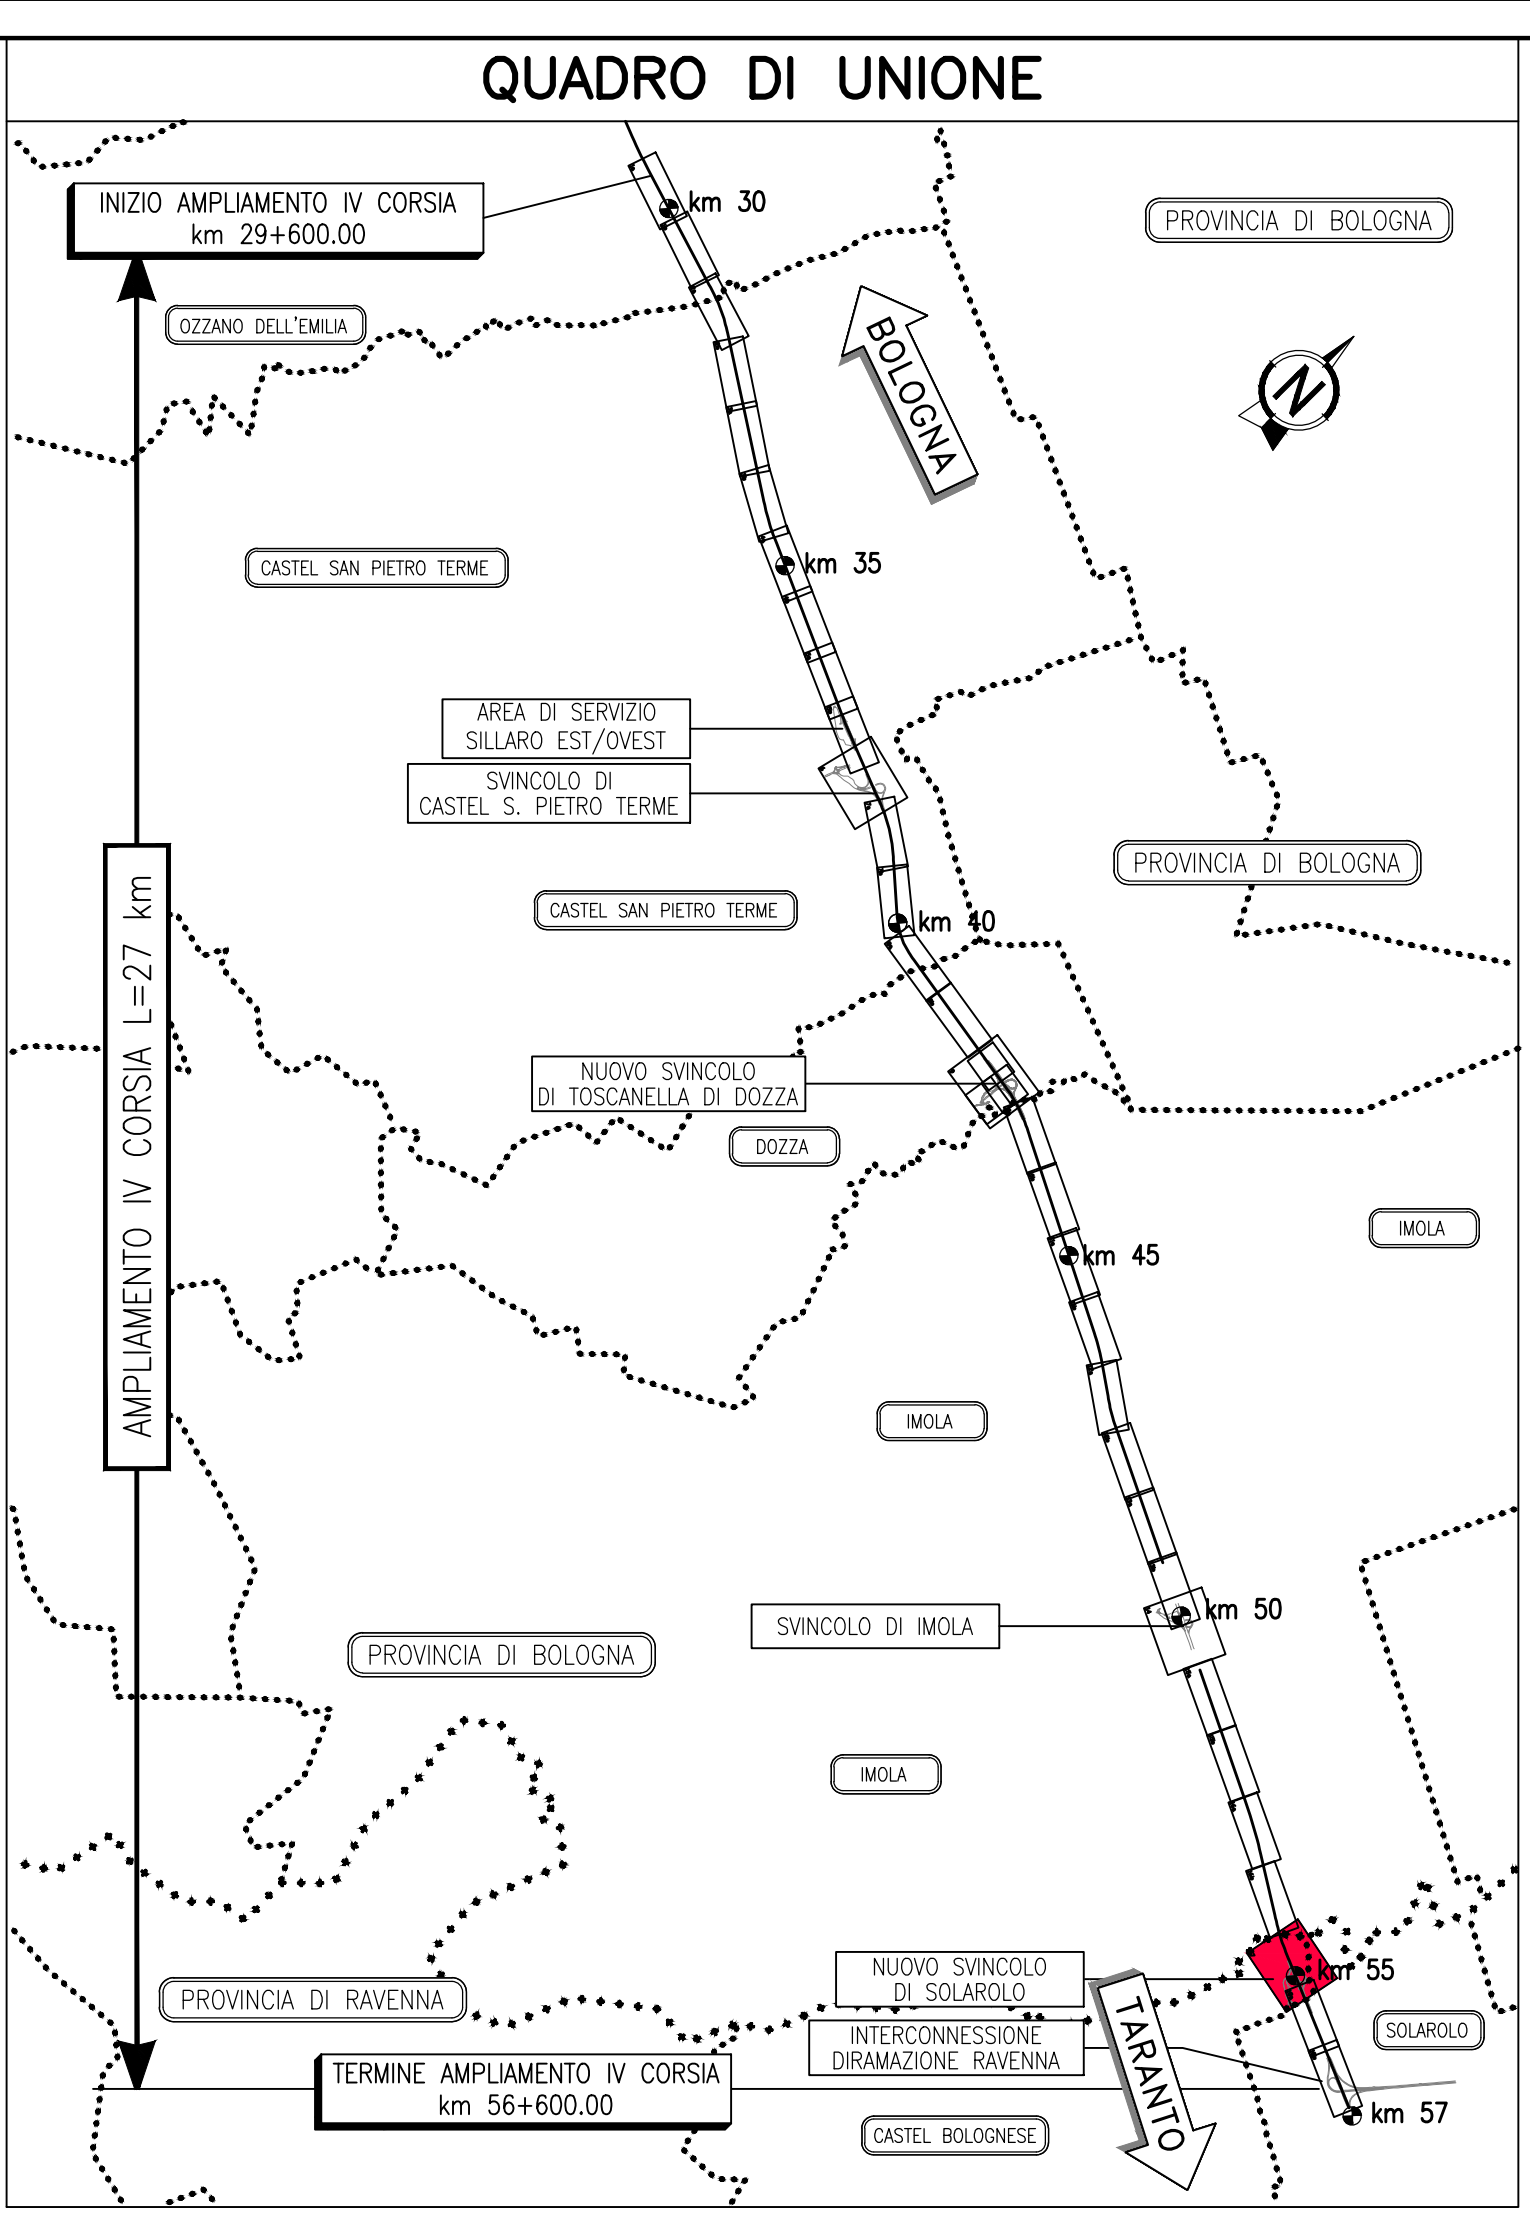 QUADRO DI UNIONE
INIZIO AMPLIAMENTO IV CORSIA
km 29+600.00
km 30
PROVINCIA DI BOLOGNA
OZZANO DELL'EMILIA
BOLOGNA
N
CASTEL SAN PIETRO TERME
km 35
AREA DI SERVIZIO
SILLARO EST/OVEST
SVINCOLO DI
CASTEL S. PIETRO TERME
PROVINCIA DI BOLOGNA
CASTEL SAN PIETRO TERME
km 40
AMPLIAMENTO IV CORSIA L=27 km
NUOVO SVINCOLO
DI TOSCANELLA DI DOZZA
DOZZA
IMOLA
km 45
IMOLA
km 50
SVINCOLO DI IMOLA
PROVINCIA DI BOLOGNA
IMOLA
NUOVO SVINCOLO
DI SOLAROLO
km 55
PROVINCIA DI RAVENNA
SOLAROLO
INTERCONNESSIONE
DIRAMAZIONE RAVENNA
TARANTO
TERMINE AMPLIAMENTO IV CORSIA
km 56+600.00
km 57
CASTEL BOLOGNESE